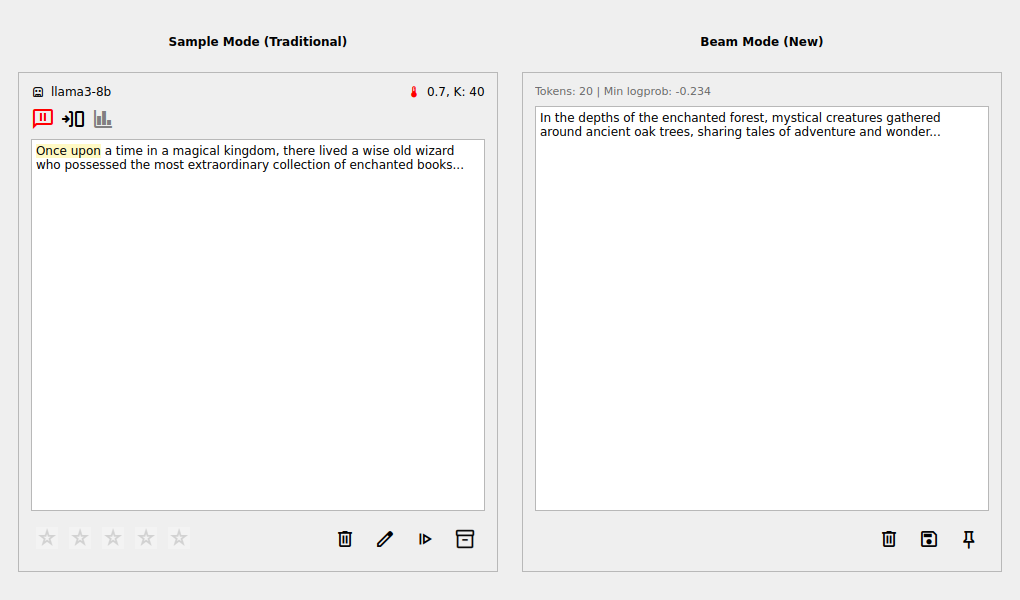 Sample Mode (Traditional)
llama3-8b
0.7, K: 40
Once upon a time in a magical kingdom, there lived a wise old wizard
who possessed the most extraordinary collection of enchanted books...
Beam Mode (New)
Tokens: 20 | Min logprob: -0.234
In the depths of the enchanted forest, mystical creatures gathered
around ancient oak trees, sharing tales of adventure and wonder...